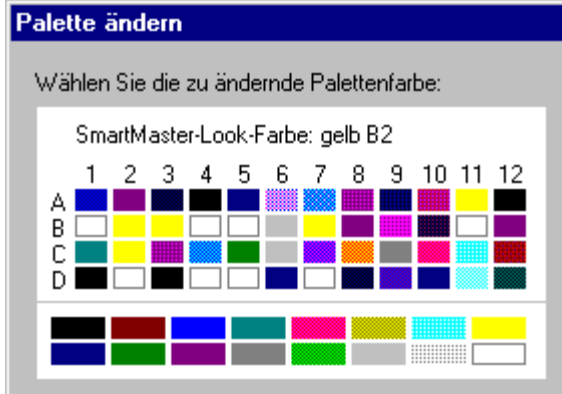 Palette ändern
Wählen Sie die zu ändernde Palettenfarbe:
SmartMaster-Look-Farbe: gelb B2
1 2 3 4 5 6 7 8 9 10 11 12
A
B
C
D